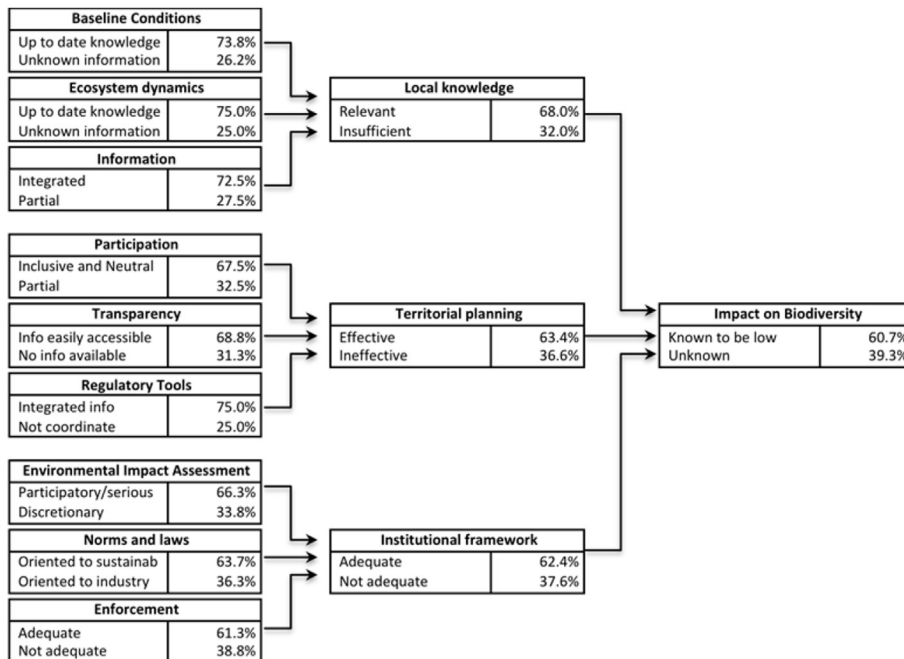 Baseline Conditions
Up to date knowledge 73.8%
Unknown information 26.2%
Ecosystem dynamics
Up to date knowledge 75.0%
Unknown information 25.0%
Information
Integrated 72.5%
Partial 27.5%
Participation
Inclusive and Neutral 67.5%
Partial 32.5%
Transparency
Info easily accessible 68.8%
No info available 31.3%
Regulatory Tools
Integrated info 75.0%
Not coordinate 25.0%
Environmental Impact Assessment
Participatory/serious 66.3%
Discretionary 33.8%
Norms and laws
Oriented to sustainab 63.7%
Oriented to industry 36.3%
Enforcement
Adequate 61.3%
Not adequate 38.8%
Local knowledge
Relevant 68.0%
Insufficient 32.0%
Territorial planning
Effective 63.4%
Ineffective 36.6%
Institutional framework
Adequate 62.4%
Not adequate 37.6%
Impact on Biodiversity
Known to be low 60.7%
Unknown 39.3%